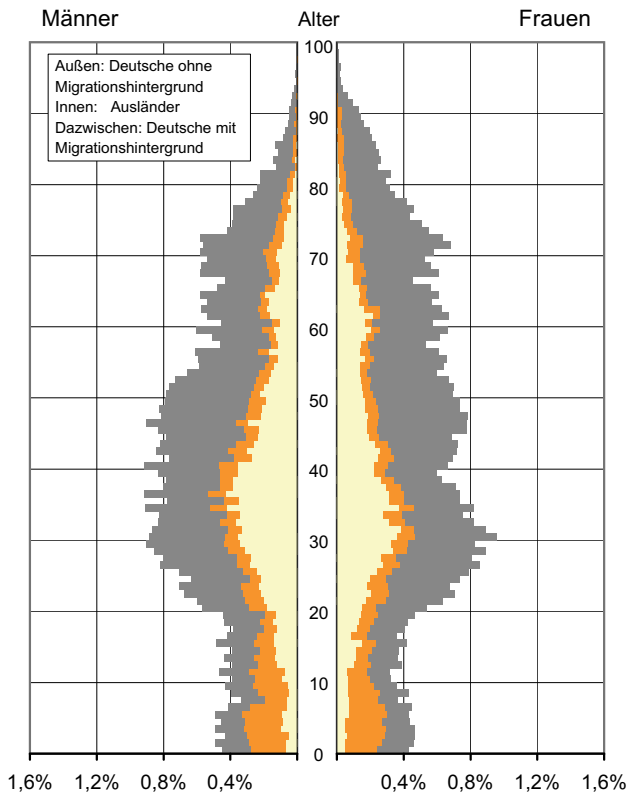 Männer Alter Frauen
Außen: Deutsche ohne
Migrationshintergrund
Innen: Ausländer
Dazwischen: Deutsche mit
Migrationshintergrund
100
90
80
70
60
50
40
30
20
10
0
1,6% 1,2% 0,8% 0,4% 0,4% 0,8% 1,2% 1,6%